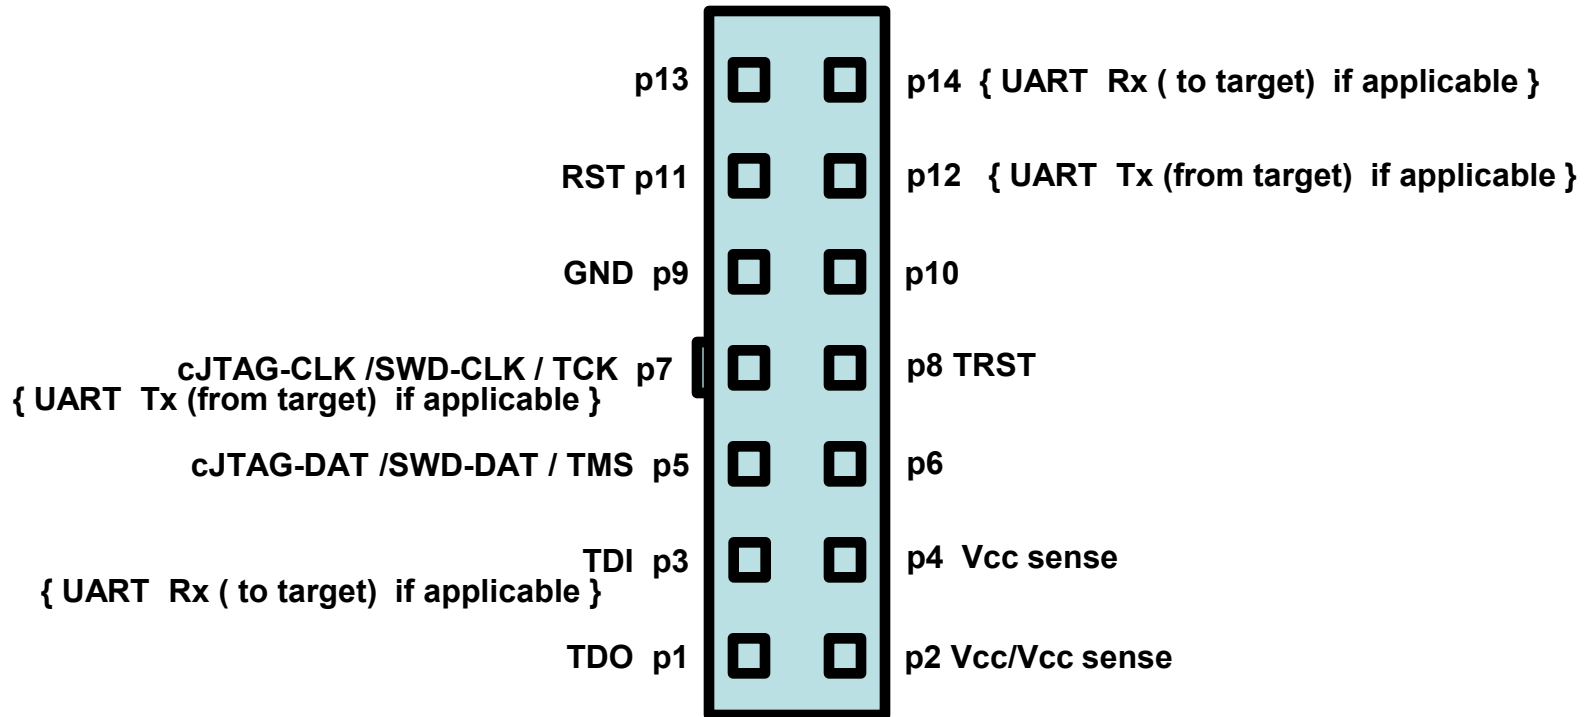 p13
p14 { UART Rx ( to target) if applicable }
RST p11
p12 { UART Tx (from target) if applicable }
GND p9
p10
cJTAG-CLK /SWD-CLK / TCK p7
{ UART Tx (from target) if applicable }
p8 TRST
cJTAG-DAT /SWD-DAT / TMS p5
p6
TDI p3
{ UART Rx ( to target) if applicable }
p4 Vcc sense
TDO p1
p2 Vcc/Vcc sense